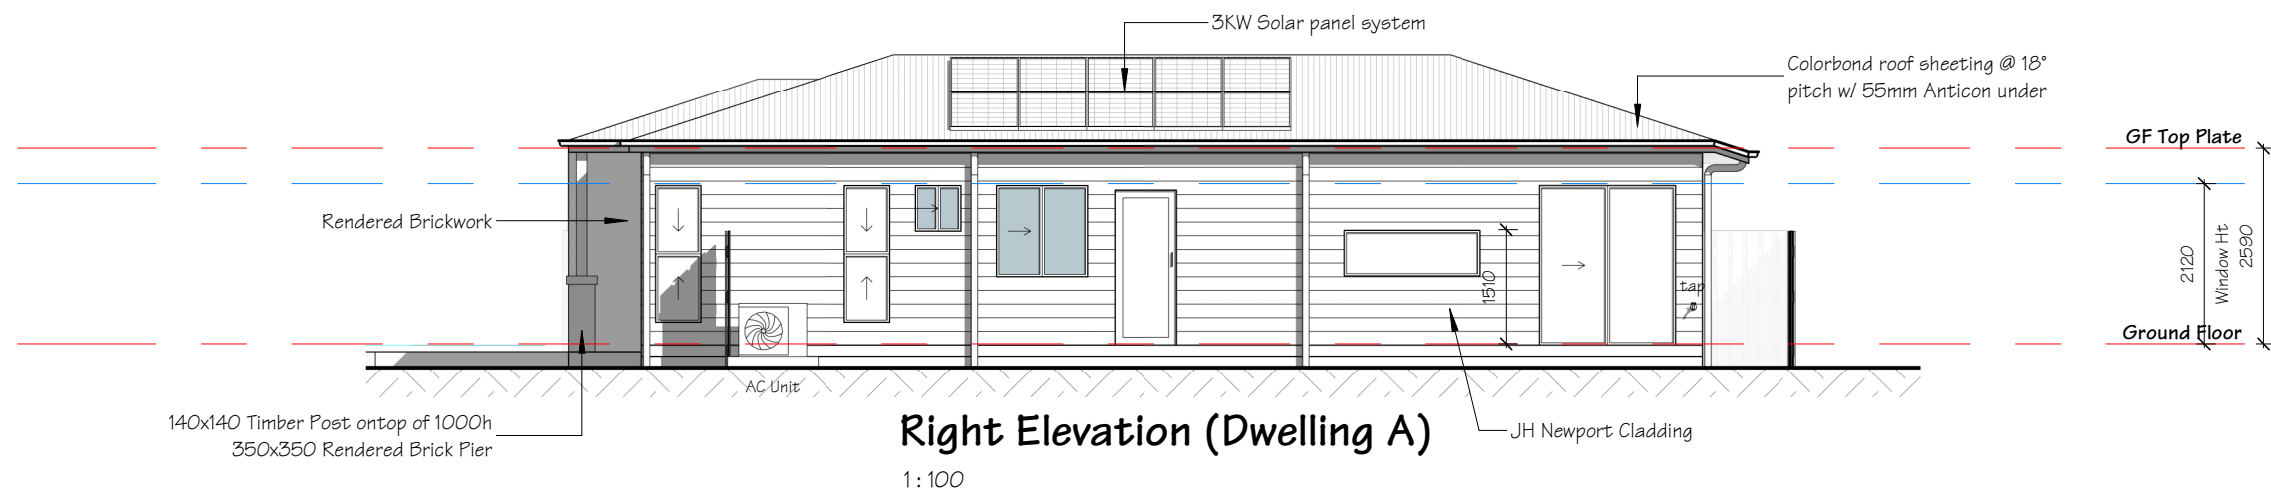 3KW Solar panel system
Colorbond roof sheeting @ 18°
pitch w/ 55mm Anticon under
GF Top Plate
Rendered Brickwork
2120
Window Ht
2590
1510
tap
Ground Floor
AC Unit
140x140 Timber Post ontop of 1000h
350x350 Rendered Brick Pier
Right Elevation (Dwelling A)
JH Newport Cladding
1 : 100